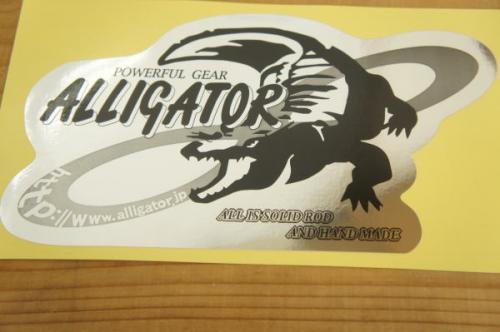 POWERFUL GEAR
ALLIGATOR
http://www.alligator.jp
ALL IS SOLID ROD
AND HAND MADE